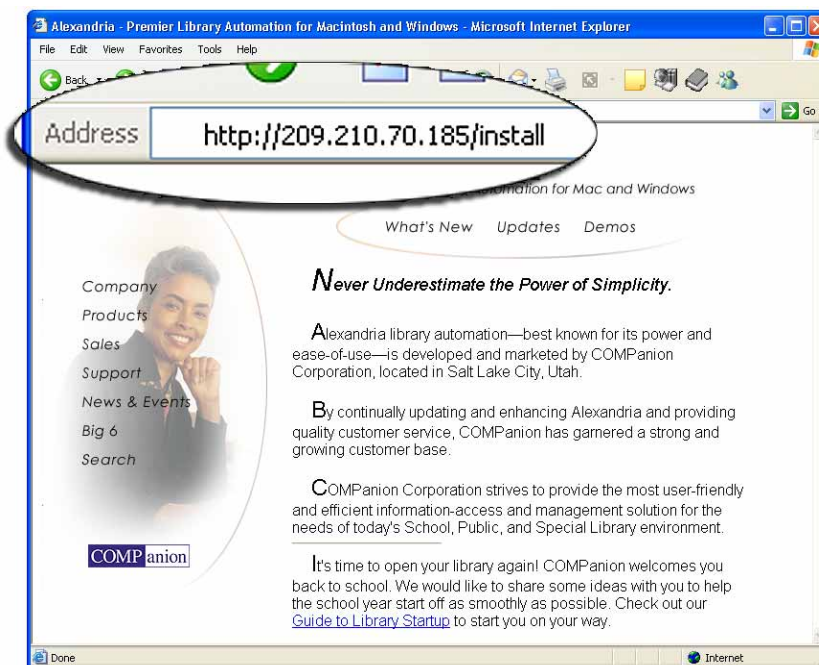 Alexandria - Premier Library Automation for Macintosh and Windows - Microsoft Internet Explorer
File Edit View Favorites Tools Help
Back
Go
Address http://209.210.70.185/install
Automation for Mac and Windows
What's New Updates Demos
Company
Products
Sales
Support
News & Events
Big 6
Search
COMPanion
Never Underestimate the Power of Simplicity.
Alexandria library automation—best known for its power and
ease-of-use—is developed and marketed by COMPanion
Corporation, located in Salt Lake City, Utah.
By continually updating and enhancing Alexandria and providing
quality customer service, COMPanion has garnered a strong and
growing customer base.
COMPanion Corporation strives to provide the most user-friendly
and efficient information-access and management solution for the
needs of today's School, Public, and Special Library environment.
It's time to open your library again! COMPanion welcomes you
back to school. We would like to share some ideas with you to help
the school year start off as smoothly as possible. Check out our
Guide to Library Startup to start you on your way.
Done
Internet